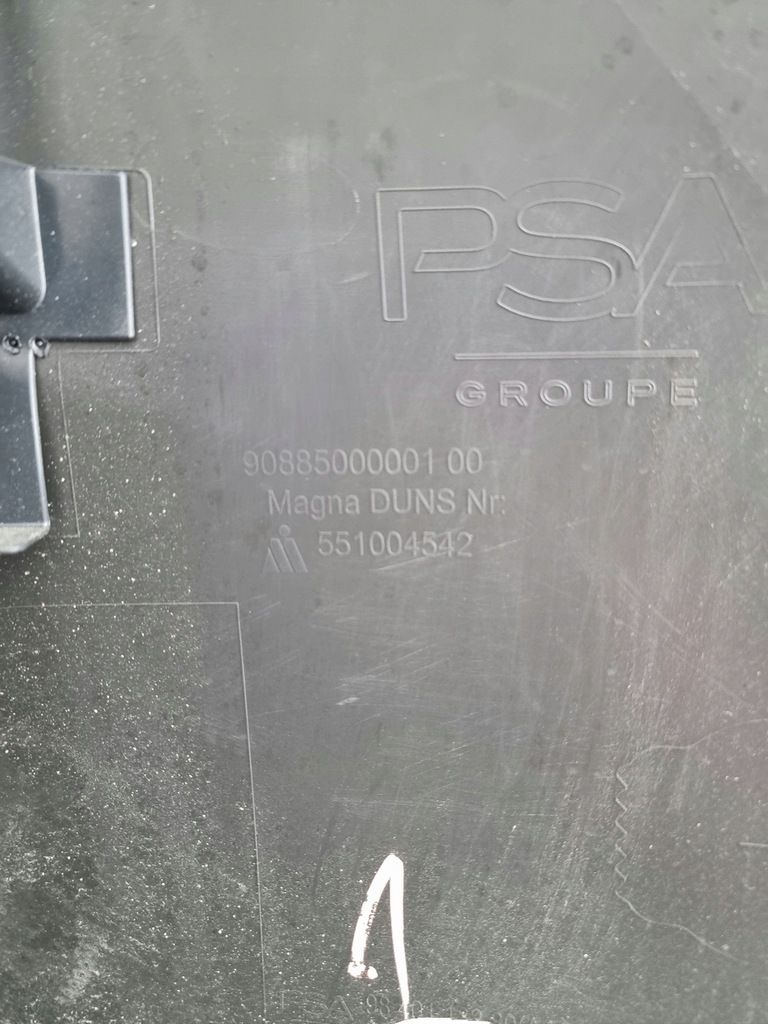 PSA
GROUPE
90885000001 00
Magna DUNS Nr:
551004542
1